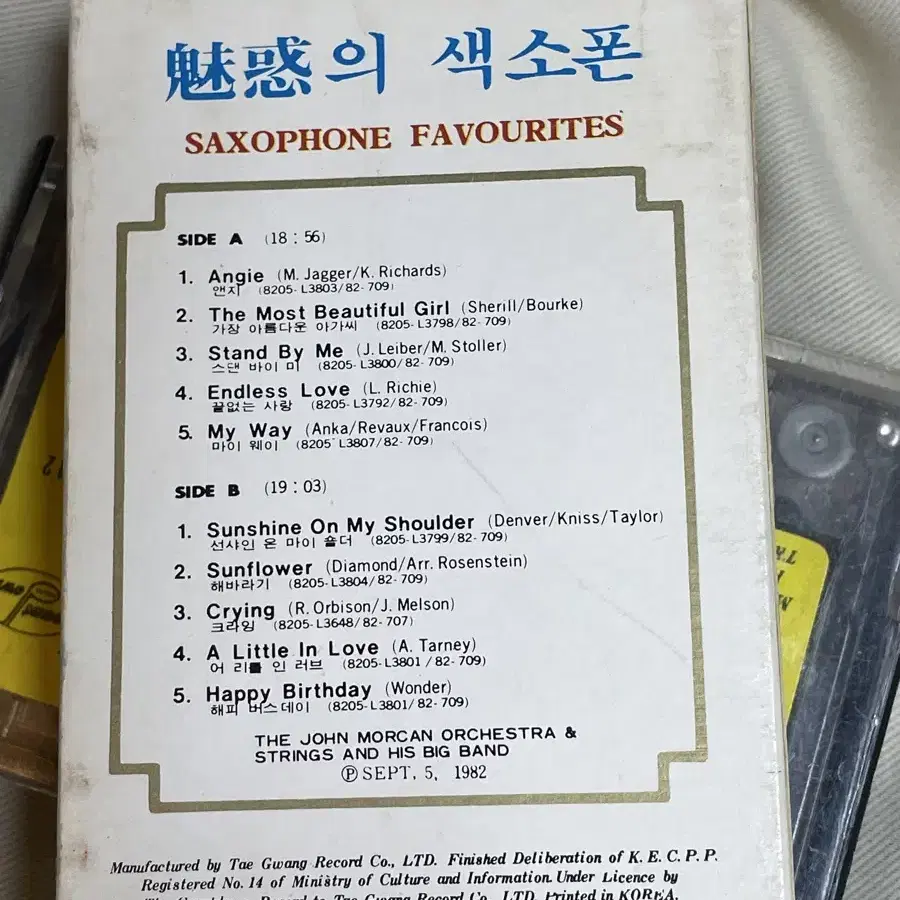 魅惑의 색소폰
SAXOPHONE FAVOURITES
SIDE A (18 : 56)
1. Angie (M. Jagger/K. Richards)
앤지 (8205-L3803/82-709)
2. The Most Beautiful Girl (Sherill/Bourke)
가장 아름다운 아가씨 (8205-L3798/82-709)
3. Stand By Me (J. Leiber/M. Stoller)
스탠 바이 미 (8205-L3800/82-709)
4. Endless Love (L. Richie)
끝없는 사랑 (8205-L3792/82-709)
5. My Way (Anka/Revaux/Francois)
마이 웨이 (8205-L3807/82-709)
SIDE B (19 : 03)
1. Sunshine On My Shoulder (Denver/Kniss/Taylor)
선샤인 온 마이 숄더 (8205-L3799/82-709)
2. Sunflower (Diamond/Arr. Rosenstein)
해바라기 (8205-L3804/82-709)
3. Crying (R. Orbison/J. Melson)
크라잉 (8205-L3648/82-707)
4. A Little In Love (A. Tarney)
어 리틀 인 러브 (8205-L3801/82-709)
5. Happy Birthday (Wonder)
해피 버스데이 (8205-L3801/82-709)
THE JOHN MORCAN ORCHESTRA &
STRINGS AND HIS BIG BAND
Ⓟ SEPT, 5, 1982
Manufactured by Tae Gwang Record Co., LTD. Finished Deliberation of K. E. C. P. P.
Registered No. 14 of Ministry of Culture and Information. Under Licence by
Record to Tae Gwang Record Co., LTD. Printed in KOREA.